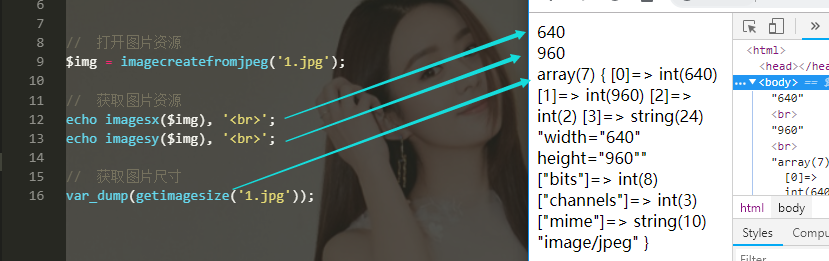 6
7
8 // 打开图片资源
9 $img = imagecreatefromjpeg('1.jpg');
10
11 // 获取图片资源
12 echo imagesx($img), '<br>';
13 echo imagesy($img), '<br>';
14
15 // 获取图片尺寸
16 var_dump(getimagesize('1.jpg'));
640
960
array(7) { [0]=> int(640)
[1]=> int(960) [2]=>
int(2) [3]=> string(24)
"width="640"
height="960""
["bits"]=> int(8)
["channels"]=> int(3)
["mime"]=> string(10)
"image/jpeg" }
<html>
<head></hea
<body> ==
"640"
<br>
"960"
<br>
"array(7)
[0]=>
int(640
html body
Styles Compu
Filter